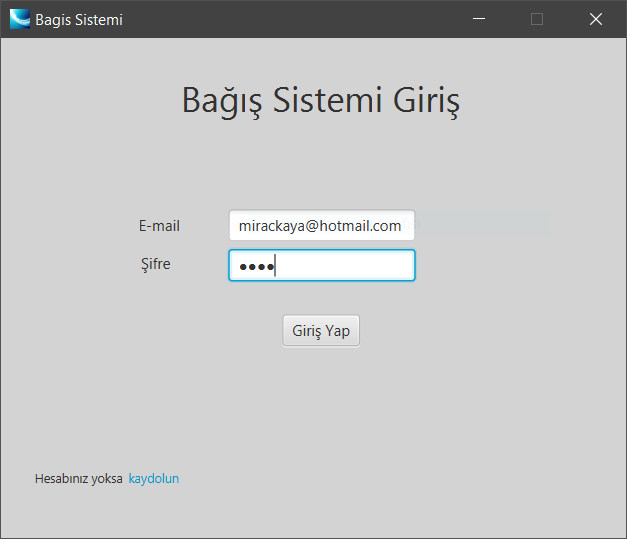 Bagis Sistemi
Bağış Sistemi Giriş
E-mail mirackaya@hotmail.com
Şifre ••••
Giriş Yap
Hesabınız yoksa kaydolun